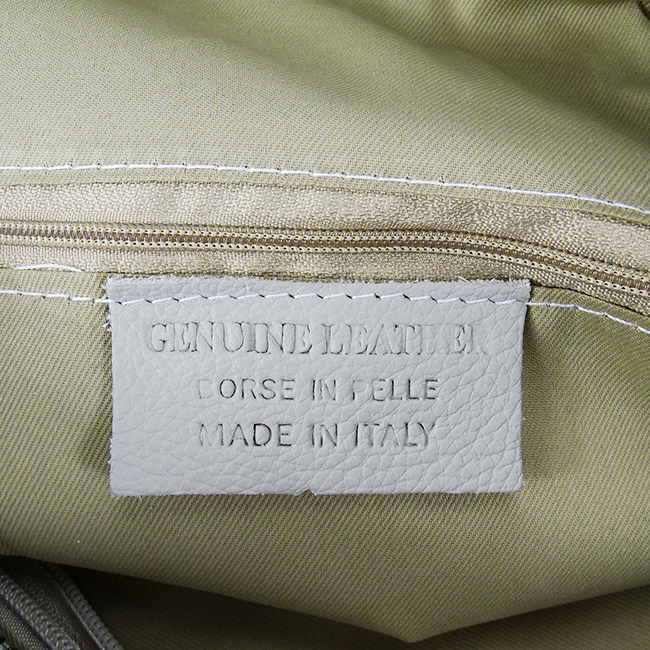 GENUINE LEATHER
BORSE IN PELLE
MADE IN ITALY